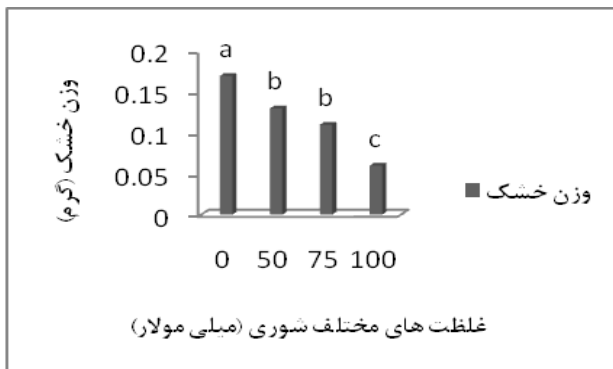 0.2
0.15
0.1
0.05
0
a
b
b
c
0 50 75 100
وزن خشک (گرم)
غلظت های مختلف شوری (میلی مولار)
وزن خشک